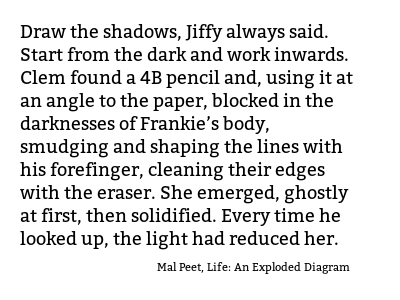 Draw the shadows, Jiffy always said.
Start from the dark and work inwards.
Clem found a 4B pencil and, using it at
an angle to the paper, blocked in the
darknesses of Frankie’s body,
smudging and shaping the lines with
his forefinger, cleaning their edges
with the eraser. She emerged, ghostly
at first, then solidified. Every time he
looked up, the light had reduced her.
Mal Peet, Life: An Exploded Diagram